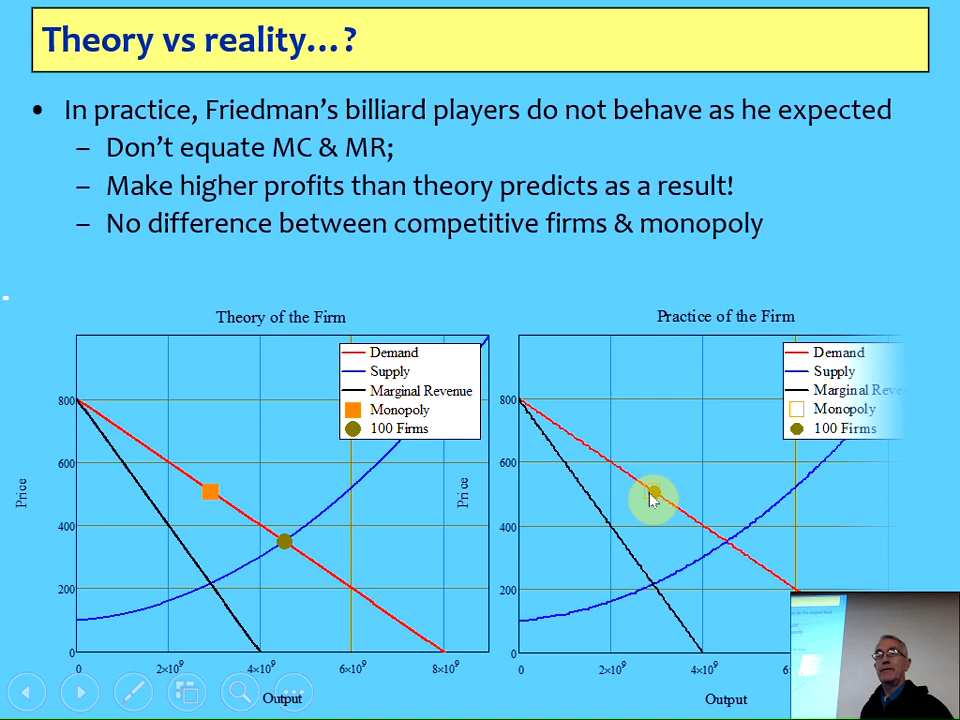 Theory vs reality…?
• In practice, Friedman's billiard players do not behave as he expected
– Don't equate MC & MR;
– Make higher profits than theory predicts as a result!
– No difference between competitive firms & monopoly
Theory of the Firm
Demand
Supply
Marginal Revenue
Monopoly
100 Firms
800
600
400
200
0
Price
0
2×10⁹
4×10⁹
6×10⁹
8×10⁹
Output
Practice of the Firm
Demand
Supply
Marginal Reve
Monopoly
100 Firms
800
600
400
200
0
Price
0
2×10⁹
4×10⁹
Output